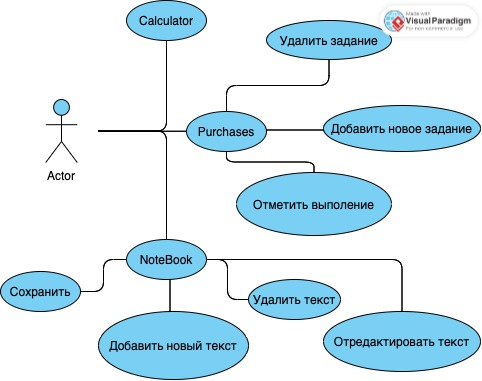 Calculator
Made with
Visual Paradigm
For non-commercial use
Удалить задание
Purchases
Добавить новое задание
Actor
Отметить выполение
NoteBook
Сохранить
Удалить текст
Добавить новый текст
Отредактировать текст